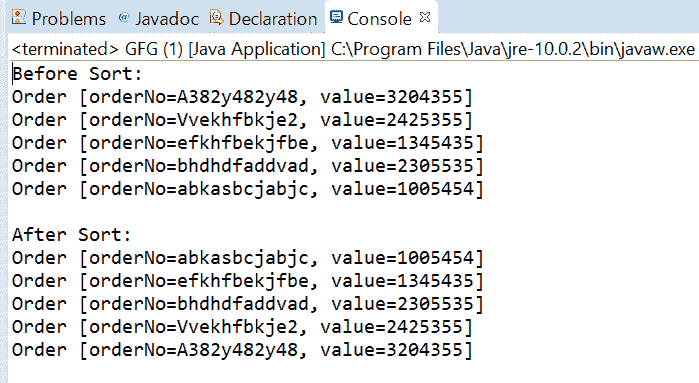 Problems @ Javadoc Declaration Console
<terminated> GFG (1) [Java Application] C:\Program Files\Java\jre-10.0.2\bin\javaw.exe
Before Sort:
Order [orderNo=A382y482y48, value=3204355]
Order [orderNo=Vvekhfbkje2, value=2425355]
Order [orderNo=efkhfbekjfbe, value=1345435]
Order [orderNo=bhdhdfaddvad, value=2305535]
Order [orderNo=abkasbcjabjc, value=1005454]

After Sort:
Order [orderNo=abkasbcjabjc, value=1005454]
Order [orderNo=efkhfbekjfbe, value=1345435]
Order [orderNo=bhdhdfaddvad, value=2305535]
Order [orderNo=Vvekhfbkje2, value=2425355]
Order [orderNo=A382y482y48, value=3204355]